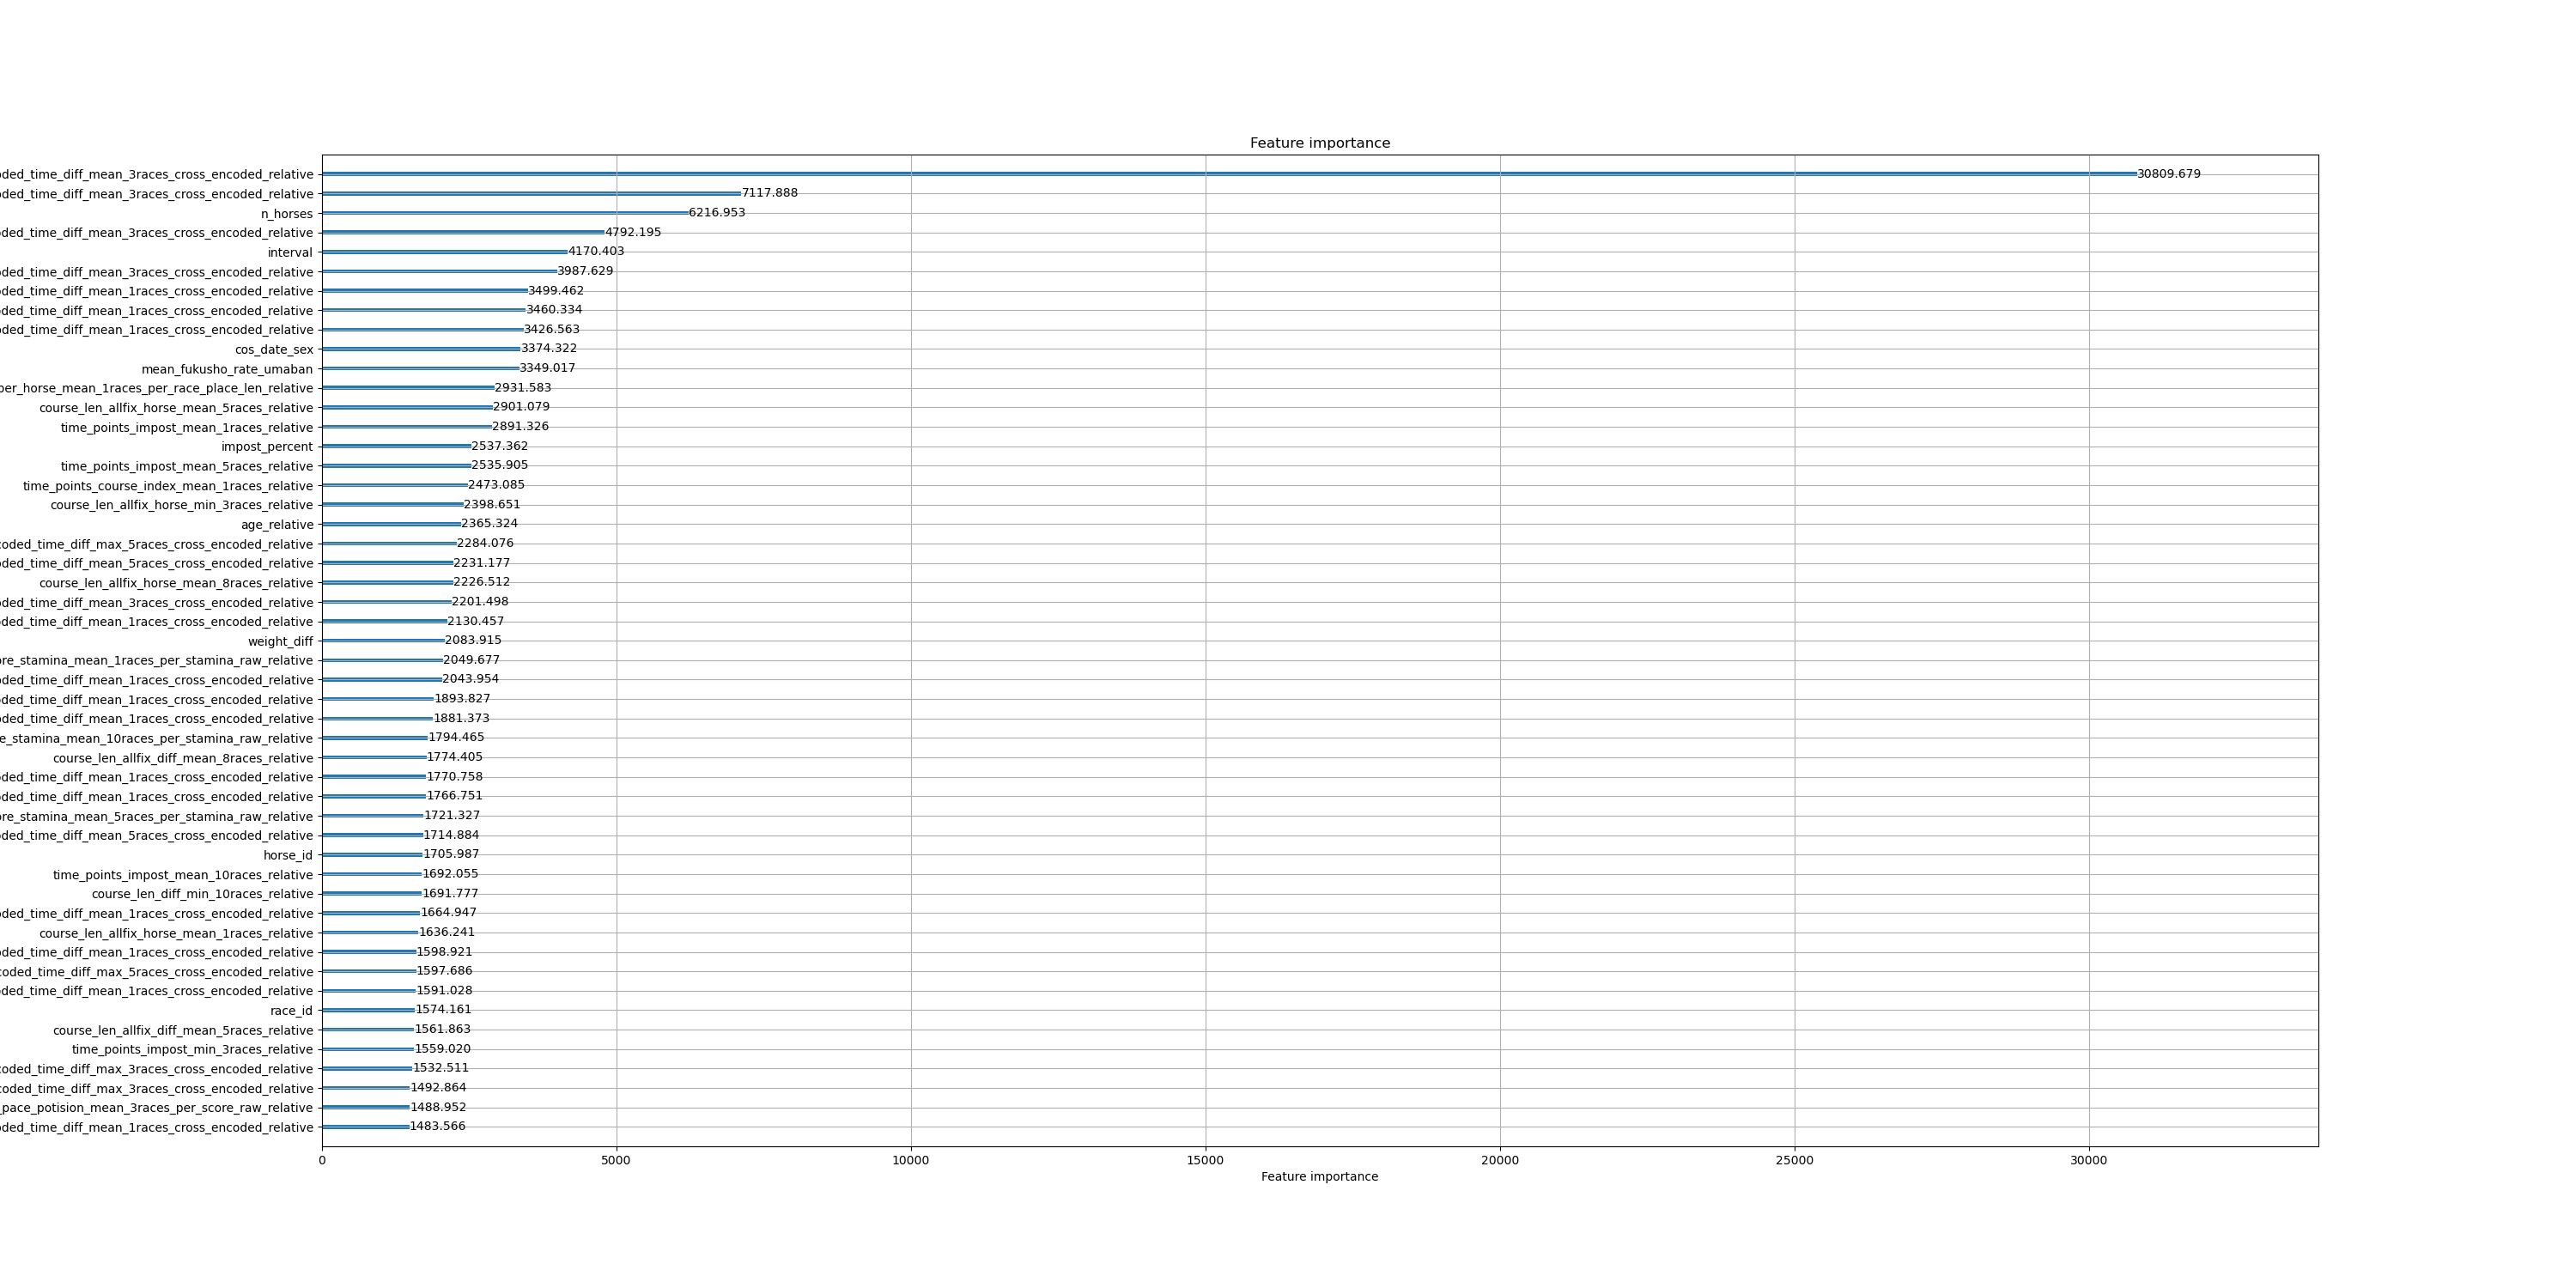 Feature importance
oded_time_diff_mean_3races_cross_encoded_relative 30809.679
oded_time_diff_mean_3races_cross_encoded_relative 7117.888
n_horses 6216.953
oded_time_diff_mean_3races_cross_encoded_relative 4792.195
interval 4170.403
oded_time_diff_mean_3races_cross_encoded_relative 3987.629
oded_time_diff_mean_1races_cross_encoded_relative 3499.462
oded_time_diff_mean_1races_cross_encoded_relative 3460.334
oded_time_diff_mean_1races_cross_encoded_relative 3426.563
cos_date_sex 3374.322
mean_fukusho_rate_umaban 3349.017
per_horse_mean_1races_per_race_place_len_relative 2931.583
course_len_allfix_horse_mean_5races_relative 2901.079
time_points_impost_mean_1races_relative 2891.326
impost_percent 2537.362
time_points_impost_mean_5races_relative 2535.905
time_points_course_index_mean_1races_relative 2473.085
course_len_allfix_horse_min_3races_relative 2398.651
age_relative 2365.324
coded_time_diff_max_5races_cross_encoded_relative 2284.076
oded_time_diff_mean_5races_cross_encoded_relative 2231.177
course_len_allfix_horse_mean_8races_relative 2226.512
oded_time_diff_mean_3races_cross_encoded_relative 2201.498
oded_time_diff_mean_1races_cross_encoded_relative 2130.457
weight_diff 2083.915
ore_stamina_mean_1races_per_stamina_raw_relative 2049.677
oded_time_diff_mean_1races_cross_encoded_relative 2043.954
oded_time_diff_mean_1races_cross_encoded_relative 1893.827
oded_time_diff_mean_1races_cross_encoded_relative 1881.373
e_stamina_mean_10races_per_stamina_raw_relative 1794.465
course_len_allfix_diff_mean_8races_relative 1774.405
oded_time_diff_mean_1races_cross_encoded_relative 1770.758
oded_time_diff_mean_1races_cross_encoded_relative 1766.751
ore_stamina_mean_5races_per_stamina_raw_relative 1721.327
oded_time_diff_mean_5races_cross_encoded_relative 1714.884
horse_id 1705.987
time_points_impost_mean_10races_relative 1692.055
course_len_diff_min_10races_relative 1691.777
oded_time_diff_mean_1races_cross_encoded_relative 1664.947
course_len_allfix_horse_mean_1races_relative 1636.241
oded_time_diff_mean_1races_cross_encoded_relative 1598.921
coded_time_diff_max_5races_cross_encoded_relative 1597.686
oded_time_diff_mean_1races_cross_encoded_relative 1591.028
race_id 1574.161
course_len_allfix_diff_mean_5races_relative 1561.863
time_points_impost_min_3races_relative 1559.020
coded_time_diff_max_3races_cross_encoded_relative 1532.511
coded_time_diff_max_3races_cross_encoded_relative 1492.864
_pace_potision_mean_3races_per_score_raw_relative 1488.952
oded_time_diff_mean_1races_cross_encoded_relative 1483.566
0 5000 10000 15000 20000 25000 30000
Feature importance